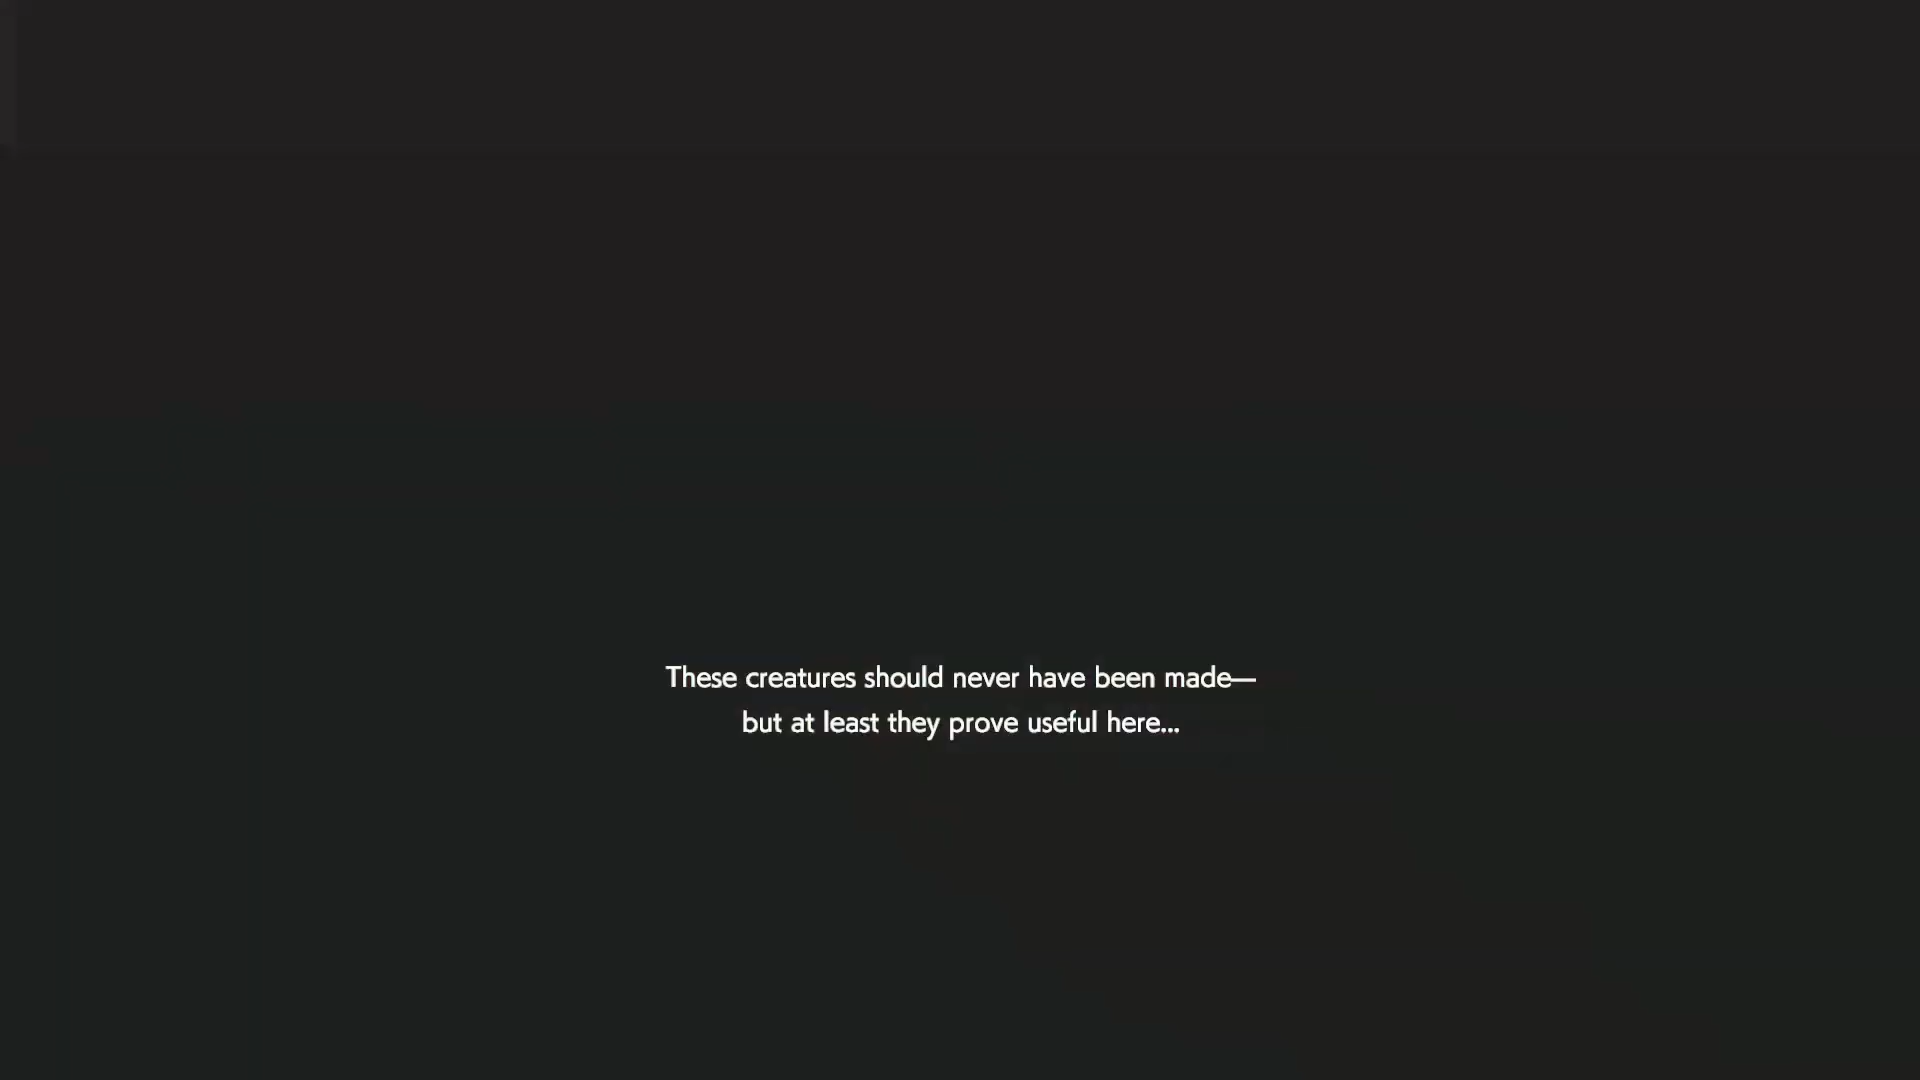 These creatures should never have been made—
but at least they prove useful here...